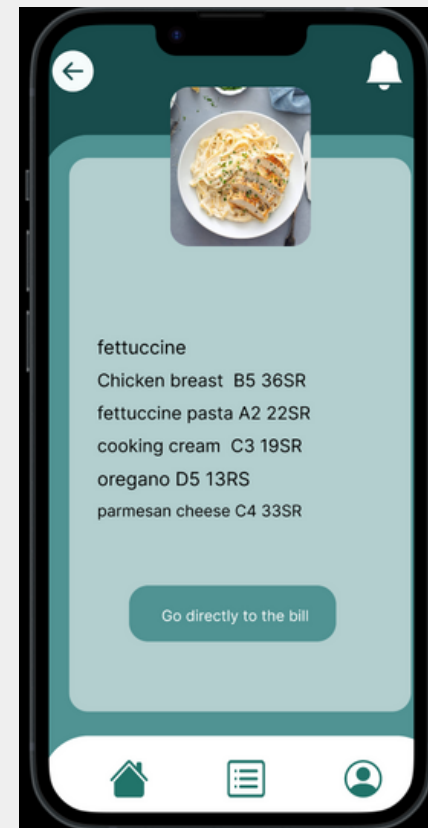 fettuccine
Chicken breast B5 36SR
fettuccine pasta A2 22SR
cooking cream C3 19SR
oregano D5 13RS
parmesan cheese C4 33SR
Go directly to the bill